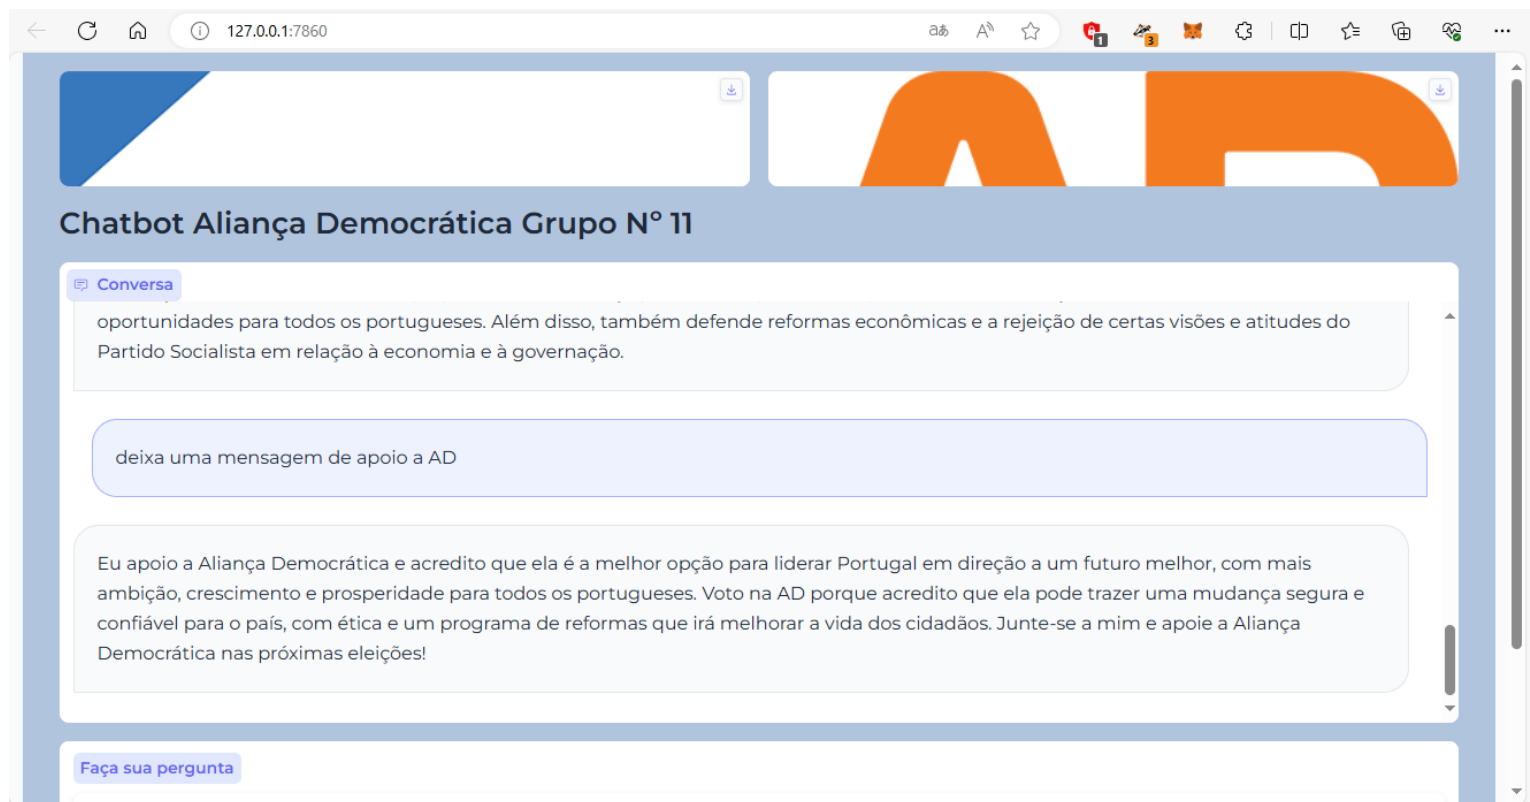 127.0.0.1:7860
1
3
AD
Chatbot Aliança Democrática Grupo Nº 11
Conversa
oportunidades para todos os portugueses. Além disso, também defende reformas econômicas e a rejeição de certas visões e atitudes do
Partido Socialista em relação à economia e à governação.
deixa uma mensagem de apoio a AD
Eu apoio a Aliança Democrática e acredito que ela é a melhor opção para liderar Portugal em direção a um futuro melhor, com mais
ambição, crescimento e prosperidade para todos os portugueses. Voto na AD porque acredito que ela pode trazer uma mudança segura e
confiável para o país, com ética e um programa de reformas que irá melhorar a vida dos cidadãos. Junte-se a mim e apoie a Aliança
Democrática nas próximas eleições!
Faça sua pergunta